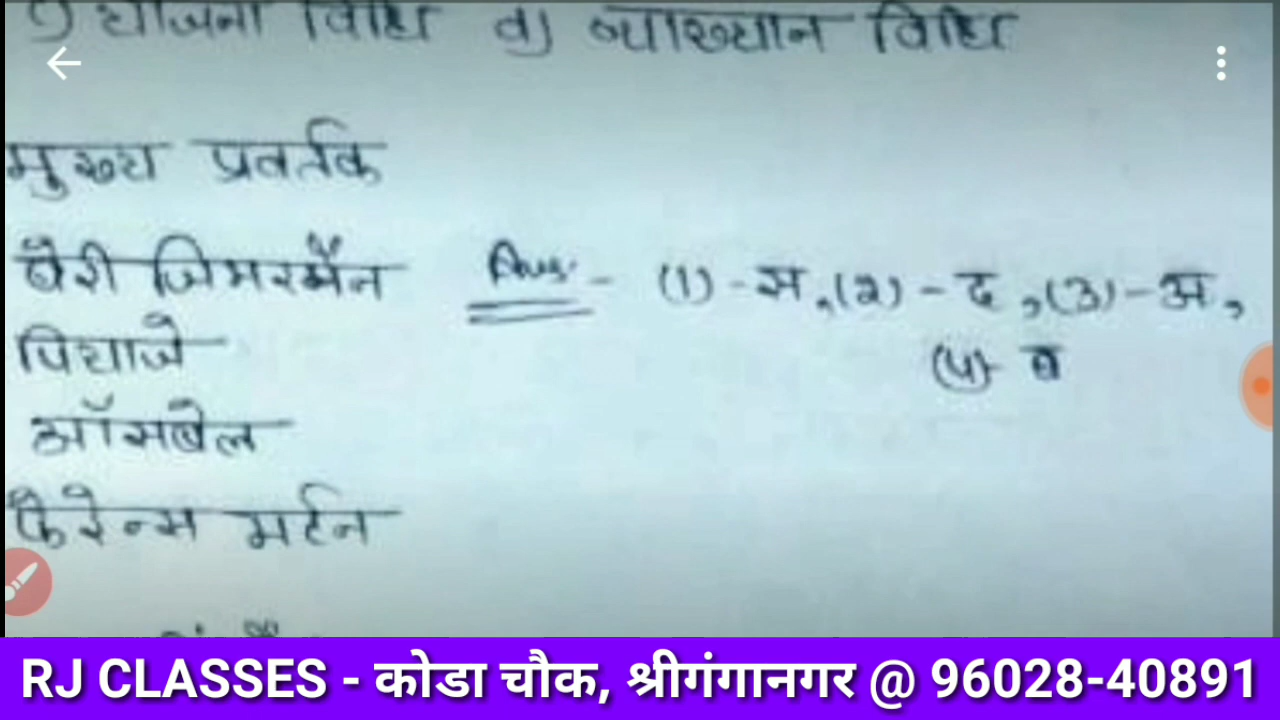 योजना विधि द) व्याख्यान विधि
मुख्य प्रवर्तक
बैरी जिमरमैन Ans:- (1)-स, (2)-द, (3)-अ,
(4)-ब
पियाजे
ऑसबेल
फैरेन्स मर्टन
RJ CLASSES - कोडा चौक, श्रीगंगानगर @ 96028-40891